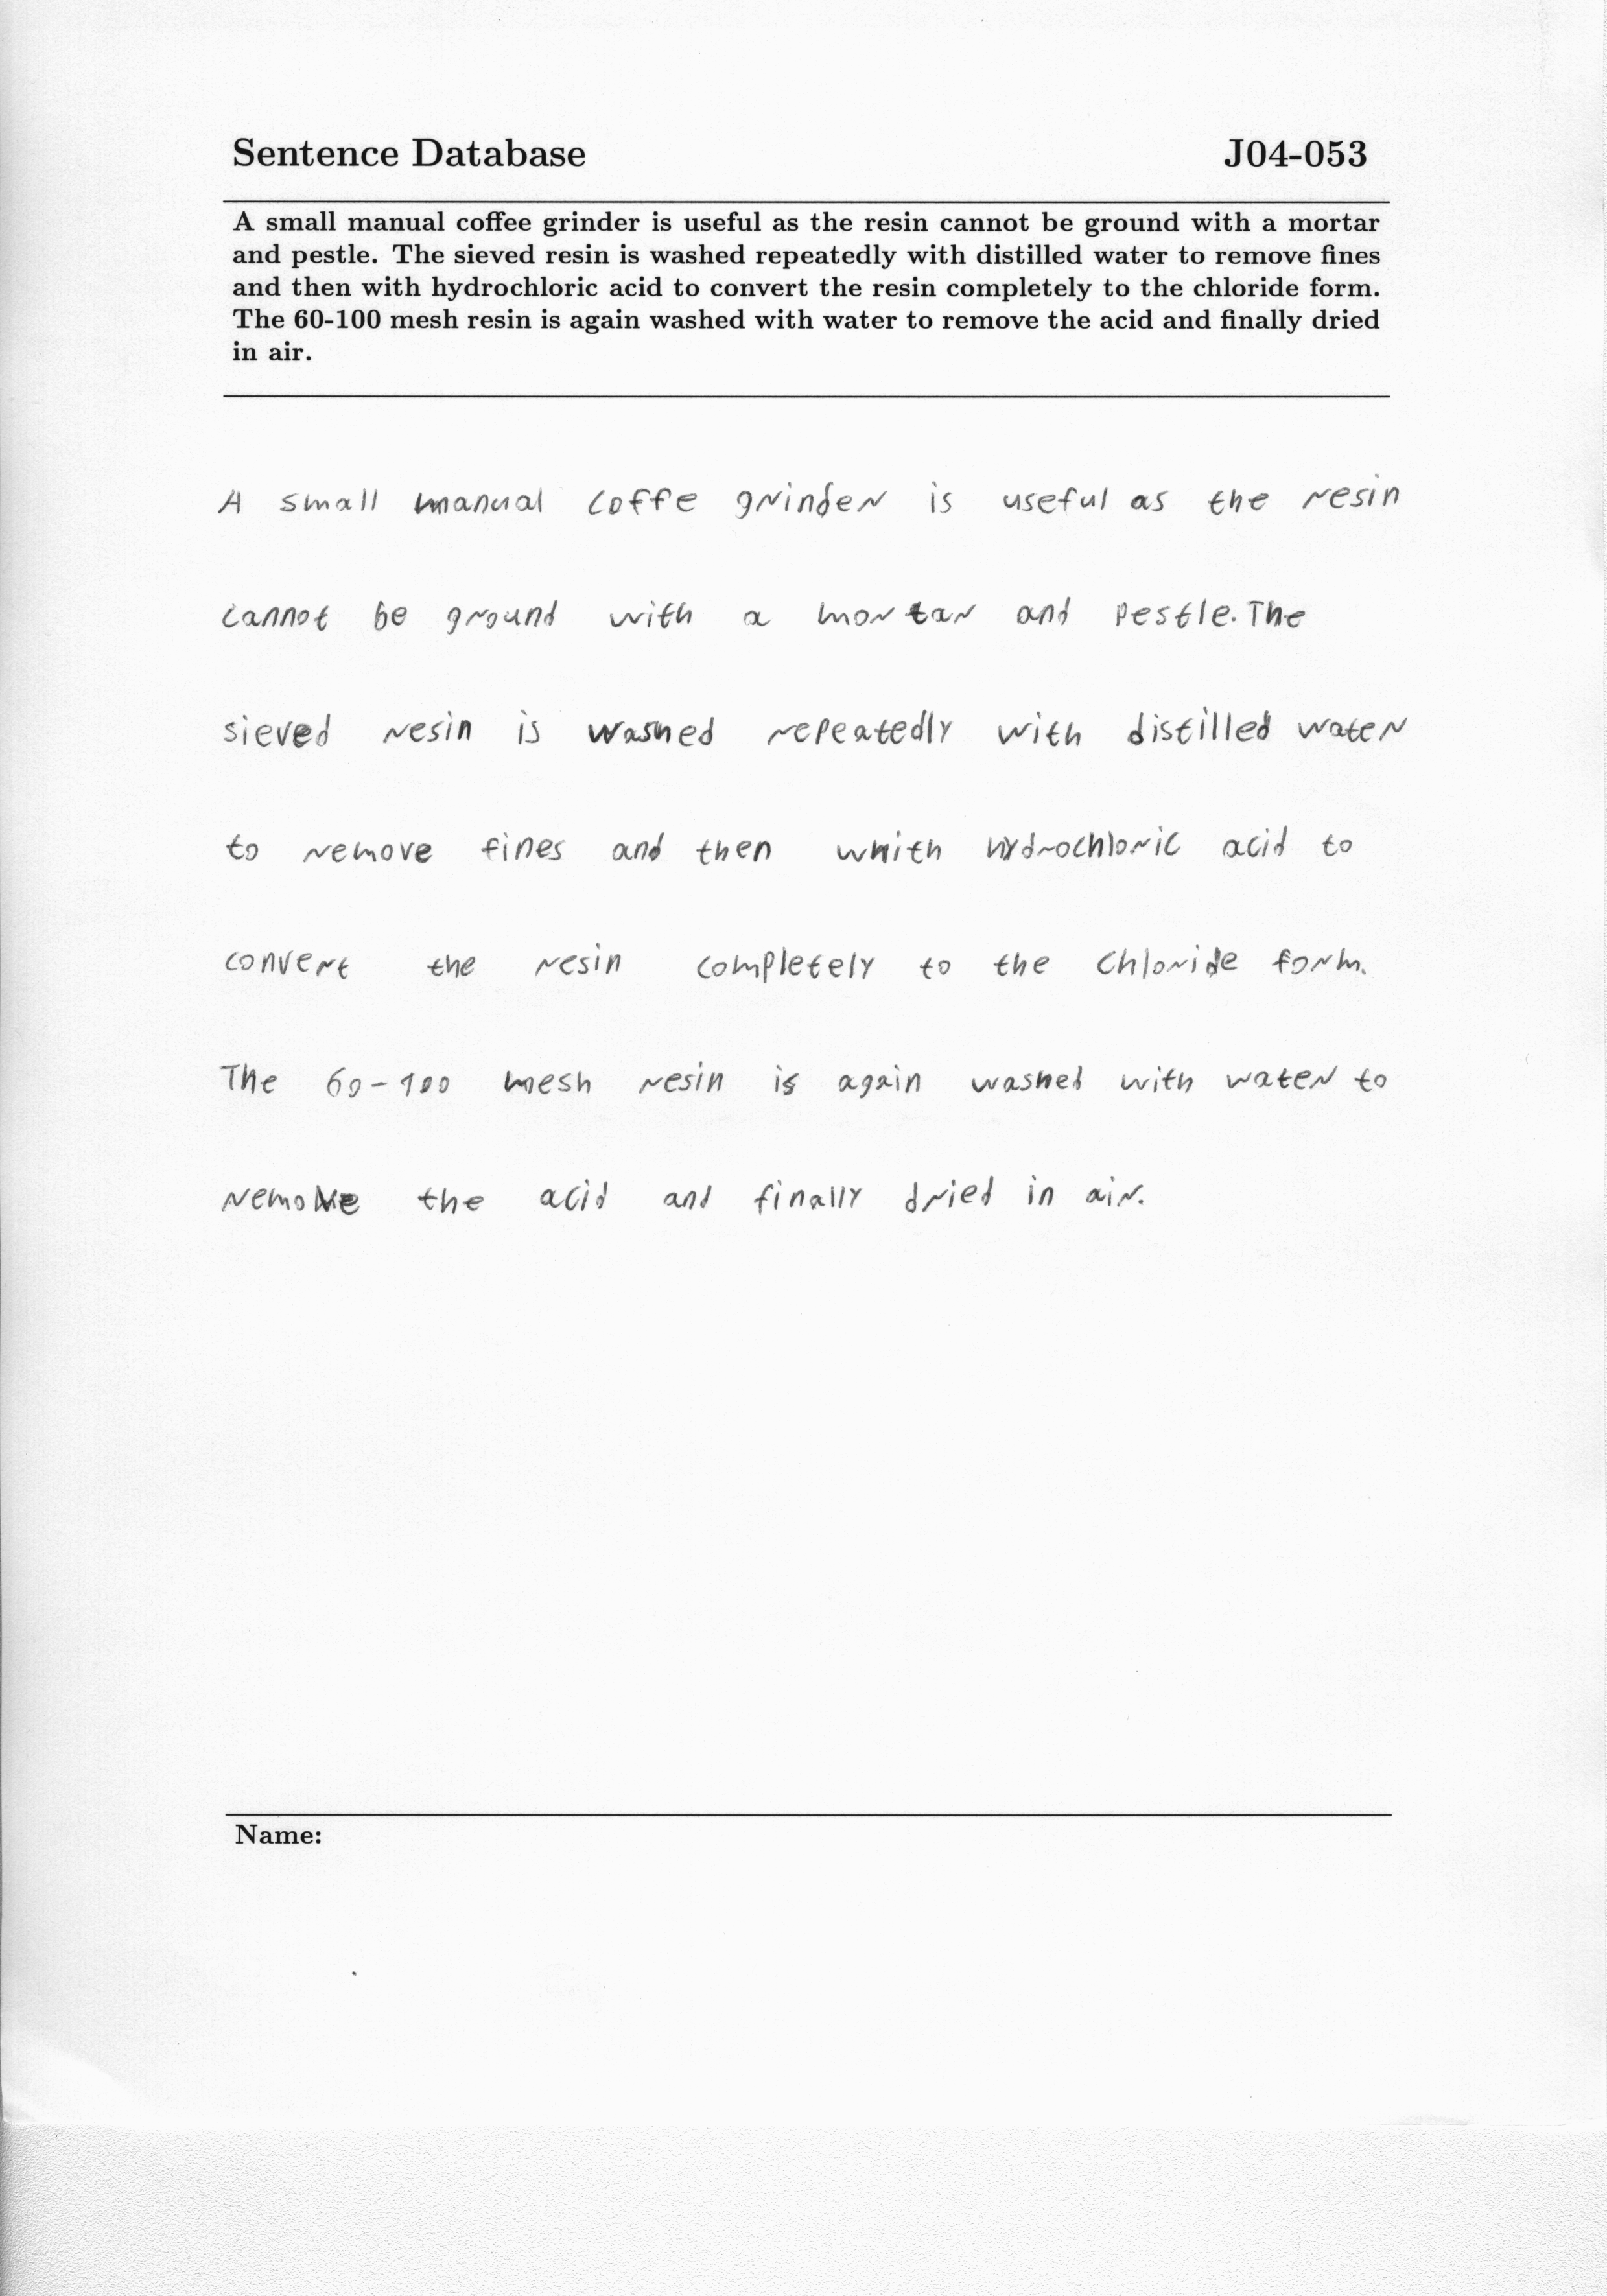 Sentence Database J04-053
A small manual coffee grinder is useful as the resin cannot be ground with a mortar
and pestle. The sieved resin is washed repeatedly with distilled water to remove fines
and then with hydrochloric acid to convert the resin completely to the chloride form.
The 60-100 mesh resin is again washed with water to remove the acid and finally dried
in air.
A small manual coffe grinder is useful as the resin
cannot be ground with a mortar and pestle. The
sieved resin is washed repeatedly with distilled water
to remove fines and then whith hydrochloric acid to
convert the resin completely to the chloride form.
The 60-100 mesh resin is again washed with water to
remove the acid and finally dried in air.
Name: